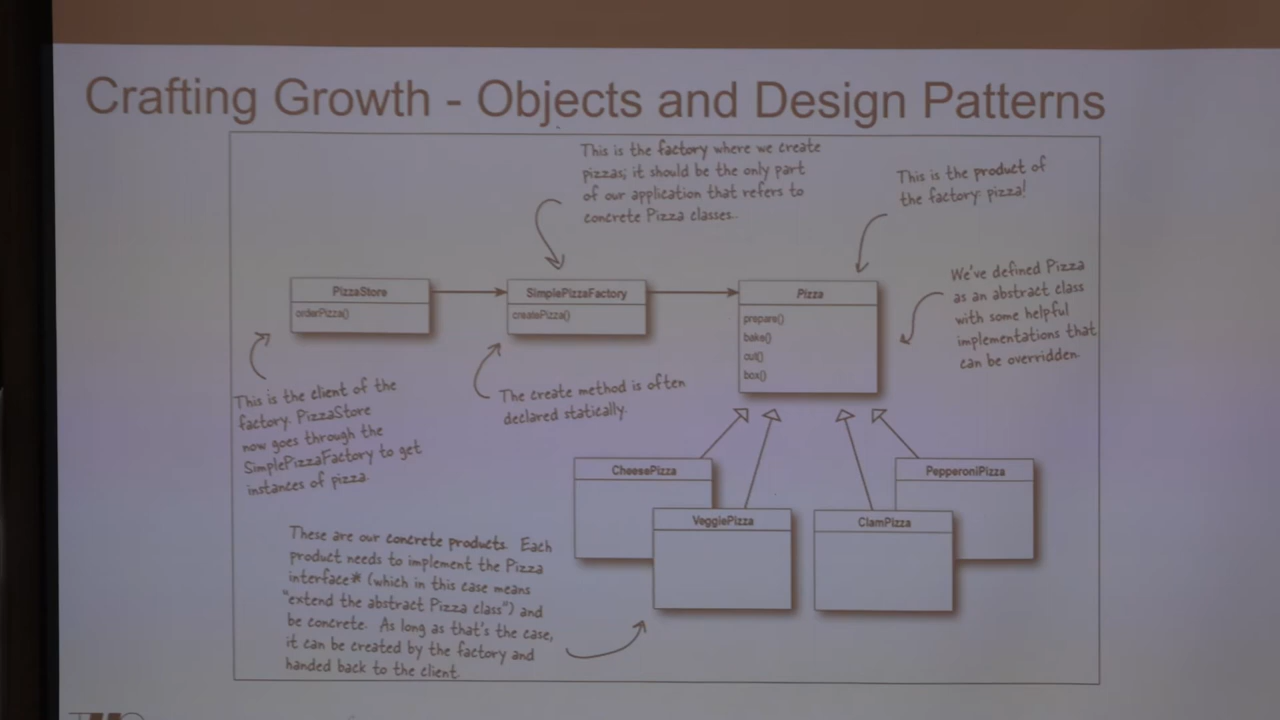 Crafting Growth - Objects and Design Patterns
This is the factory where we create
pizzas; it should be the only part
of our application that refers to
concrete Pizza classes.
This is the product of
the factory: pizza!
We've defined Pizza
as an abstract class
with some helpful
implementations that
can be overridden.
PizzaStore
orderPizza()
SimplePizzaFactory
createPizza()
Pizza
prepare()
bake()
cut()
box()
This is the client of the
factory. PizzaStore
now goes through the
SimplePizzaFactory to get
instances of pizza.
The create method is often
declared statically.
CheesePizza
PepperoniPizza
VeggiePizza
ClamPizza
These are our concrete products. Each
product needs to implement the Pizza
interface* (which in this case means
"extend the abstract Pizza class") and
be concrete. As long as that's the case,
it can be created by the factory and
handed back to the client.